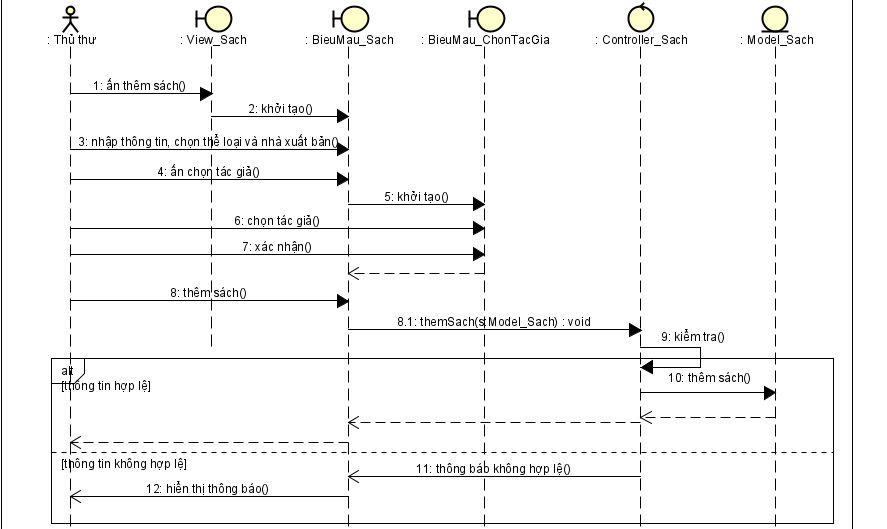 : Thủ thư
: View_Sach
: BieuMau_Sach
: BieuMau_ChonTacGia
: Controller_Sach
: Model_Sach
1: ấn thêm sách()
2: khởi tạo()
3: nhập thông tin, chọn thể loại và nhà xuất bản()
4: ấn chọn tác giả()
5: khởi tạo()
6: chọn tác giả()
7: xác nhận()
8: thêm sách()
8.1: themSach(s:Model_Sach) : void
9: kiểm tra()
alt
[thông tin hợp lệ]
10: thêm sách()
[thông tin không hợp lệ]
11: thông báo không hợp lệ()
12: hiển thị thông báo()